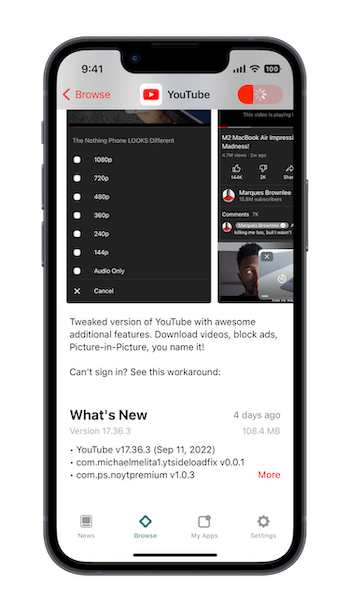 9:41
100
Browse
YouTube
This video is playing
The Nothing Phone LOOKS Different
1080p
720p
480p
360p
240p
144p
Audio Only
Cancel
M2 MacBook Air Impressi
Madness!
4.7M views · 2w ago
144K
2K
Shar
Marques Brownlee
15.8M subscribers
Comments 7K
Marques Brownlee
killing me too, but I wasn't
Tweaked version of YouTube with awesome
additional features. Download videos, block ads,
Picture-in-Picture, you name it!
Can't sign in? See this workaround:
What's New
4 days ago
Version 17.36.3
108.4 MB
• YouTube v17.36.3 (Sep 11, 2022)
• com.michaelmelita1.ytsideloadfix v0.0.1
• com.ps.noytpremium v1.0.3
More
News
Browse
My Apps
Settings